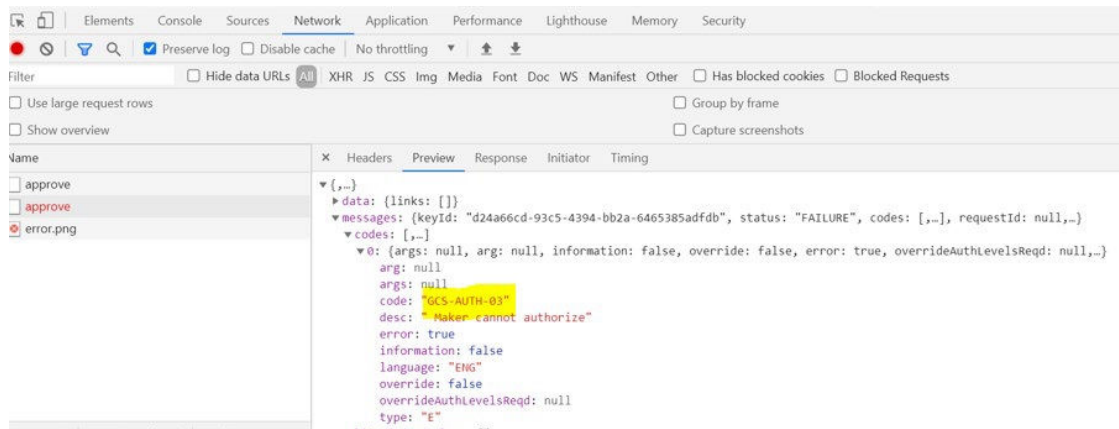 Elements Console Sources Network Application Performance Lighthouse Memory Security
Preserve log Disable cache No throttling
Filter Hide data URLs All XHR JS CSS Img Media Font Doc WS Manifest Other Has blocked cookies Blocked Requests
Use large request rows Group by frame
Show overview Capture screenshots
Name × Headers Preview Response Initiator Timing
approve
approve
error.png
▼{,…}
▶data: {links: []}
▼messages: {keyId: "d24a66cd-93c5-4394-bb2a-6465385adfdb", status: "FAILURE", codes: [,…], requestId: null,…}
▼codes: [,…]
▼0: {args: null, arg: null, information: false, override: false, error: true, overrideAuthLevelsReqd: null,…}
arg: null
args: null
code: "GCS-AUTH-03"
desc: " Maker cannot authorize"
error: true
information: false
language: "ENG"
override: false
overrideAuthLevelsReqd: null
type: "E"